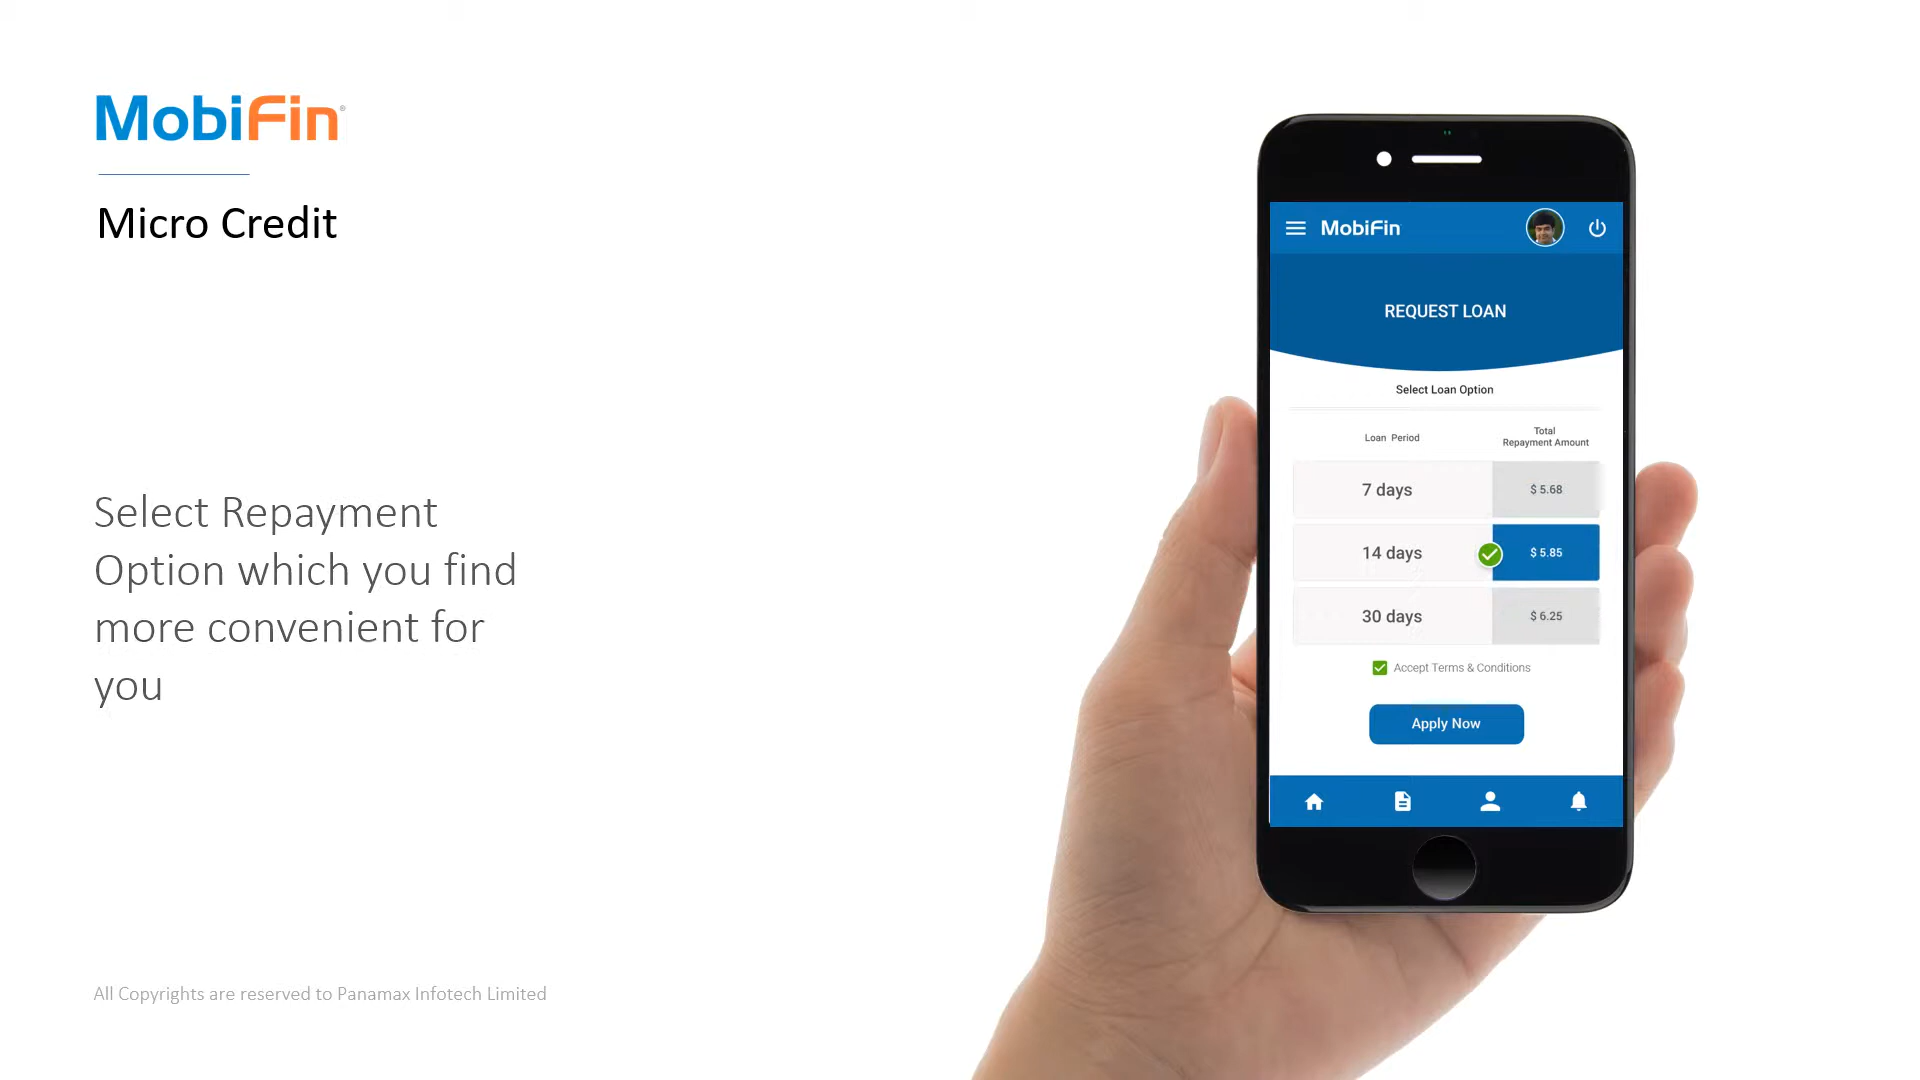 MobiFin®
Micro Credit
Select Repayment
Option which you find
more convenient for
you
All Copyrights are reserved to Panamax Infotech Limited
MobiFin
REQUEST LOAN
Select Loan Option
Loan Period
Total
Repayment Amount
7 days $ 5.68
14 days $ 5.85
30 days $ 6.25
Accept Terms & Conditions
Apply Now